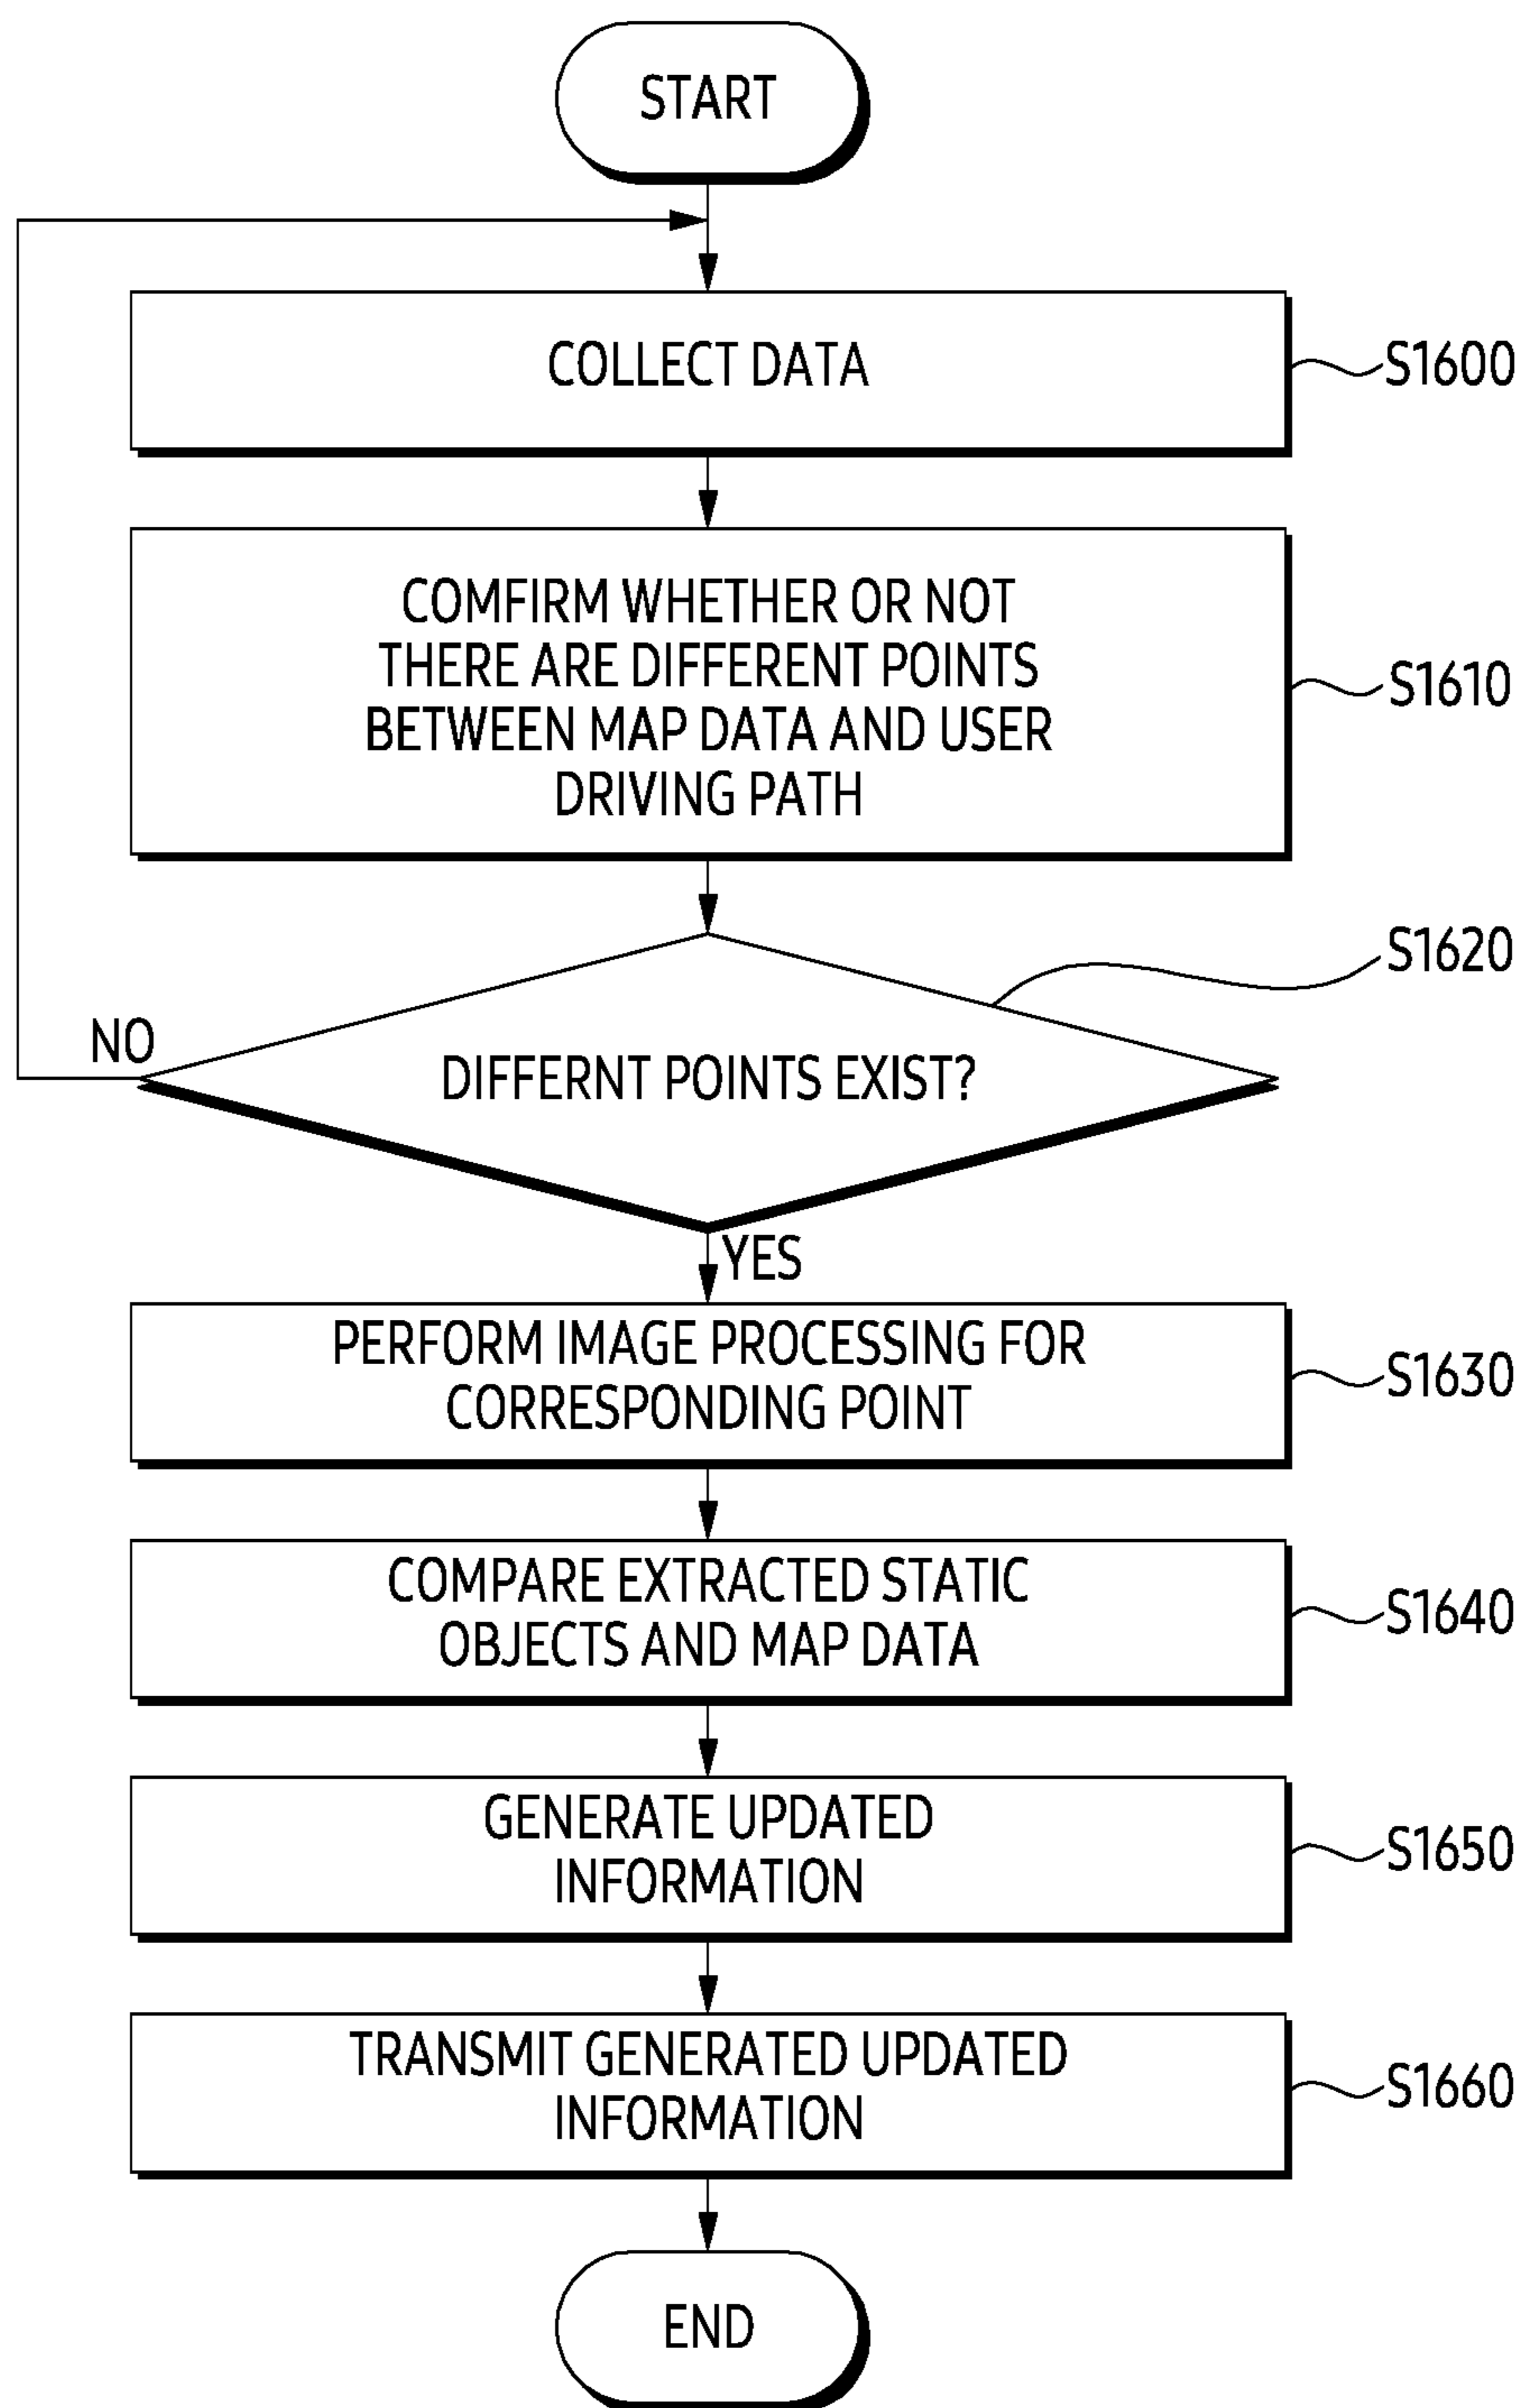 START
COLLECT DATA
S1600
COMFIRM WHETHER OR NOT
THERE ARE DIFFERENT POINTS
BETWEEN MAP DATA AND USER
DRIVING PATH
S1610
S1620
NO
DIFFERNT POINTS EXIST?
YES
PERFORM IMAGE PROCESSING FOR
CORRESPONDING POINT
S1630
COMPARE EXTRACTED STATIC
OBJECTS AND MAP DATA
S1640
GENERATE UPDATED
INFORMATION
S1650
TRANSMIT GENERATED UPDATED
INFORMATION
S1660
END